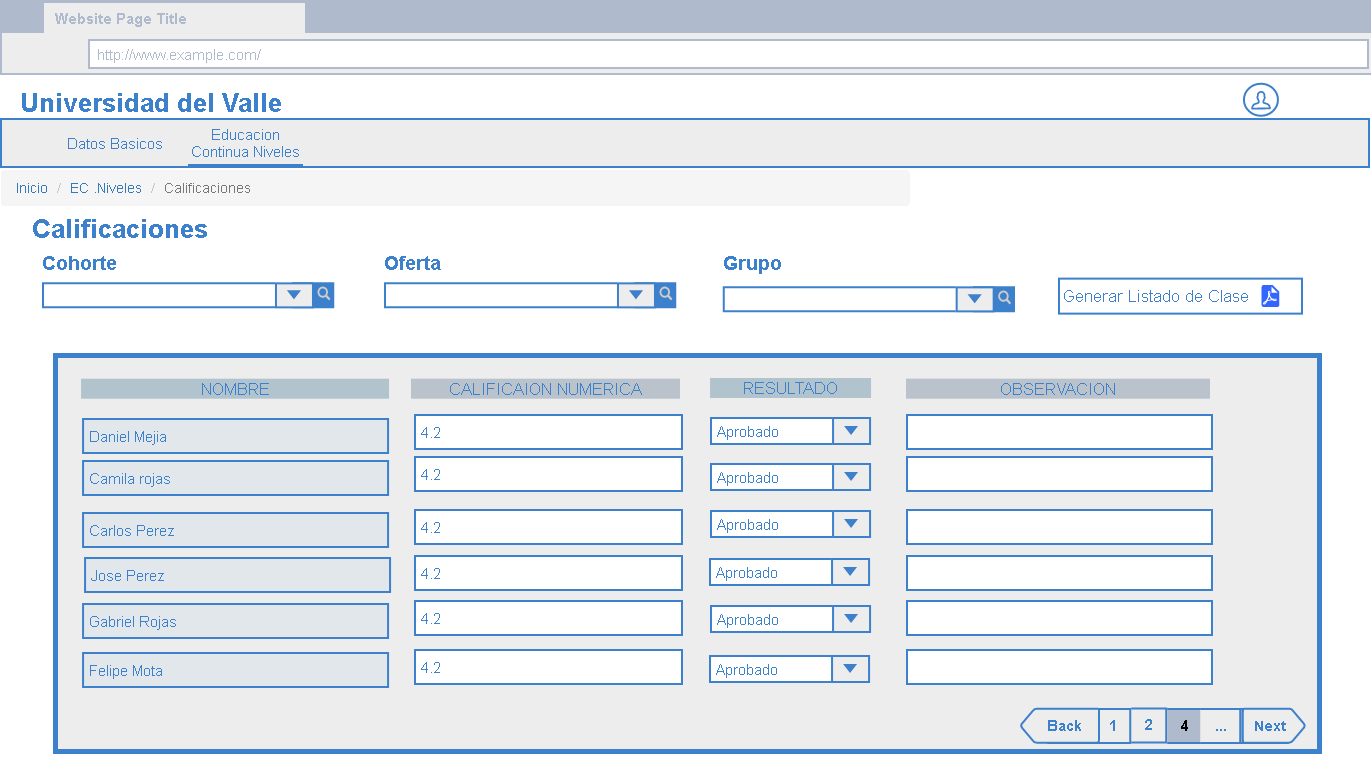 Website Page Title
http://www.example.com/
Universidad del Valle
Datos Basicos
Educacion
Continua Niveles
Inicio / EC .Niveles / Calificaciones
Calificaciones
Cohorte
Oferta
Grupo
Generar Listado de Clase
NOMBRE CALIFICAION NUMERICA RESULTADO OBSERVACION
Daniel Mejia 4.2 Aprobado
Camila rojas 4.2 Aprobado
Carlos Perez 4.2 Aprobado
Jose Perez 4.2 Aprobado
Gabriel Rojas 4.2 Aprobado
Felipe Mota 4.2 Aprobado
Back 1 2 4 ... Next